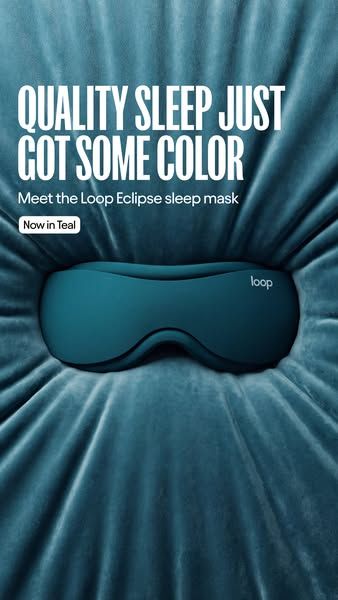 QUALITY SLEEP JUST
GOT SOME COLOR
Meet the Loop Eclipse sleep mask
Now in Teal
loop